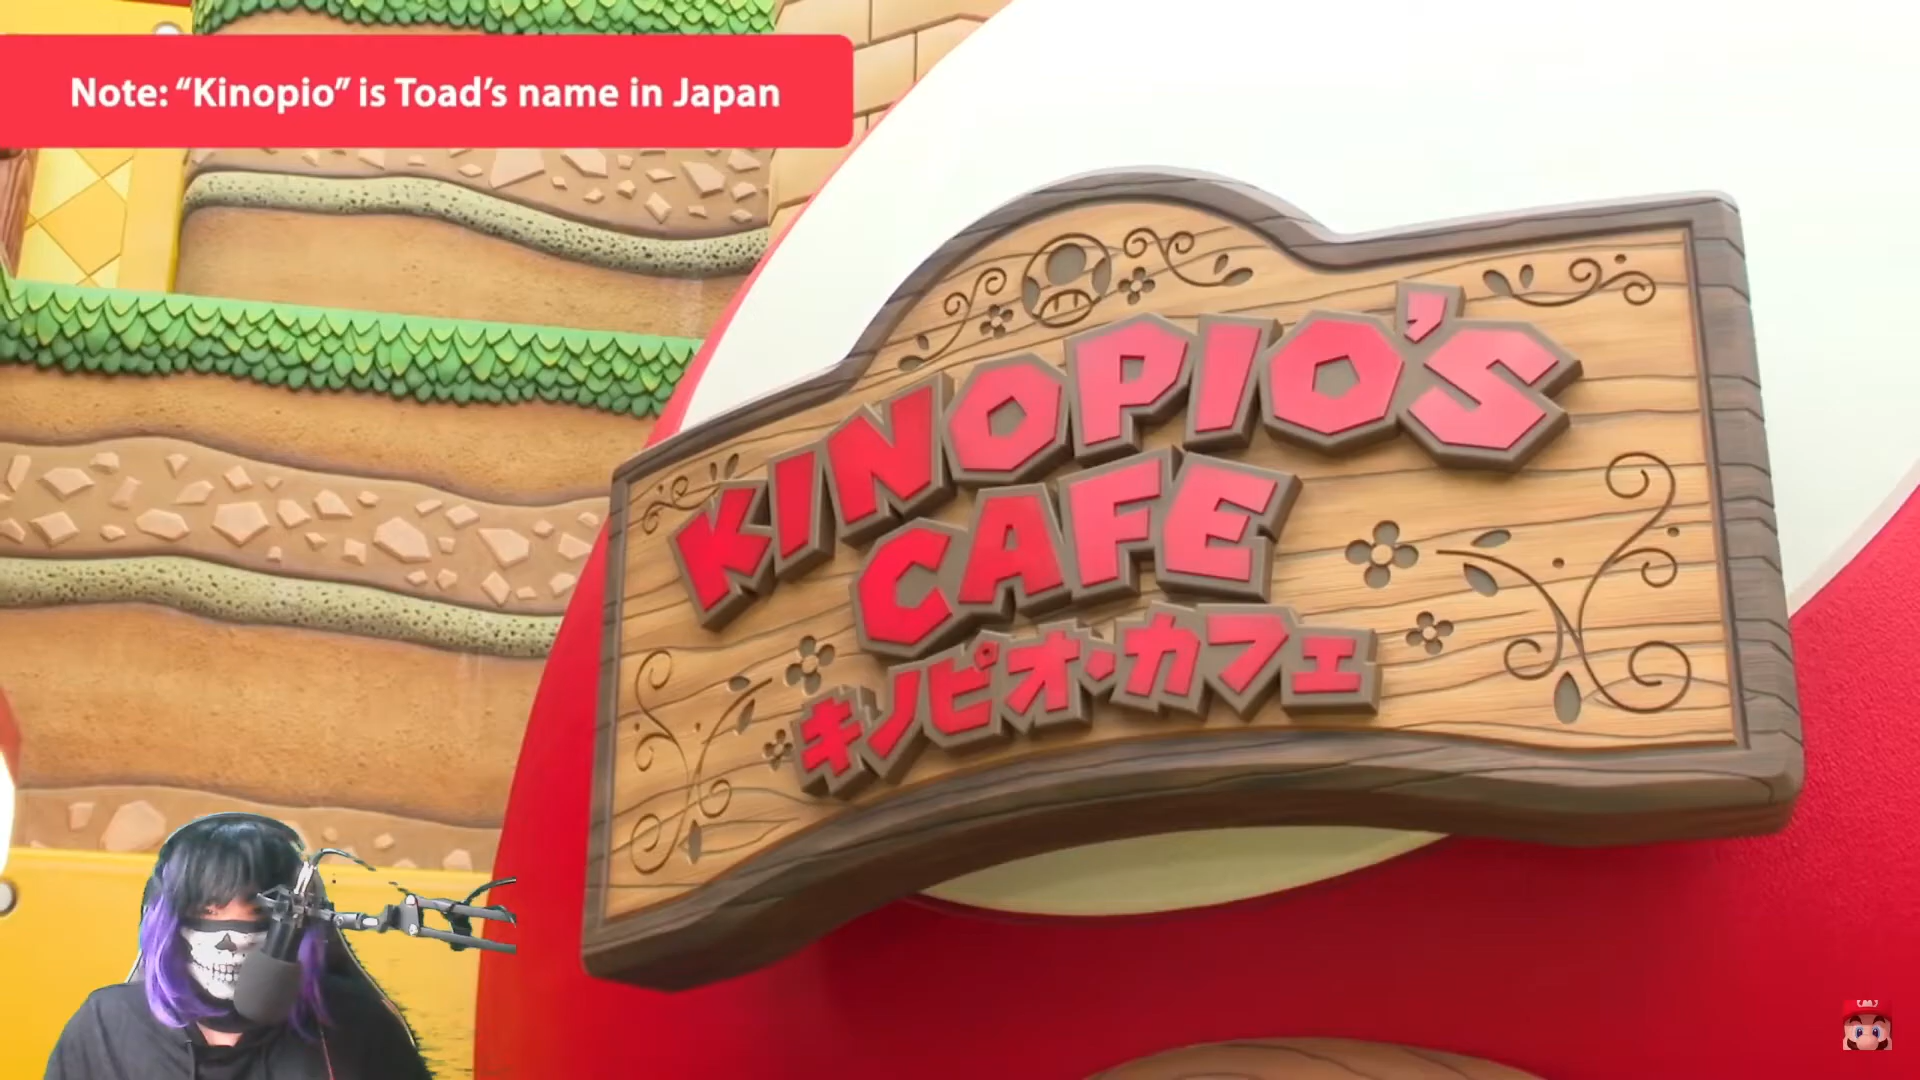 Note: “Kinopio” is Toad’s name in Japan
KINOPIO'S
CAFE
キノピオ・カフェ